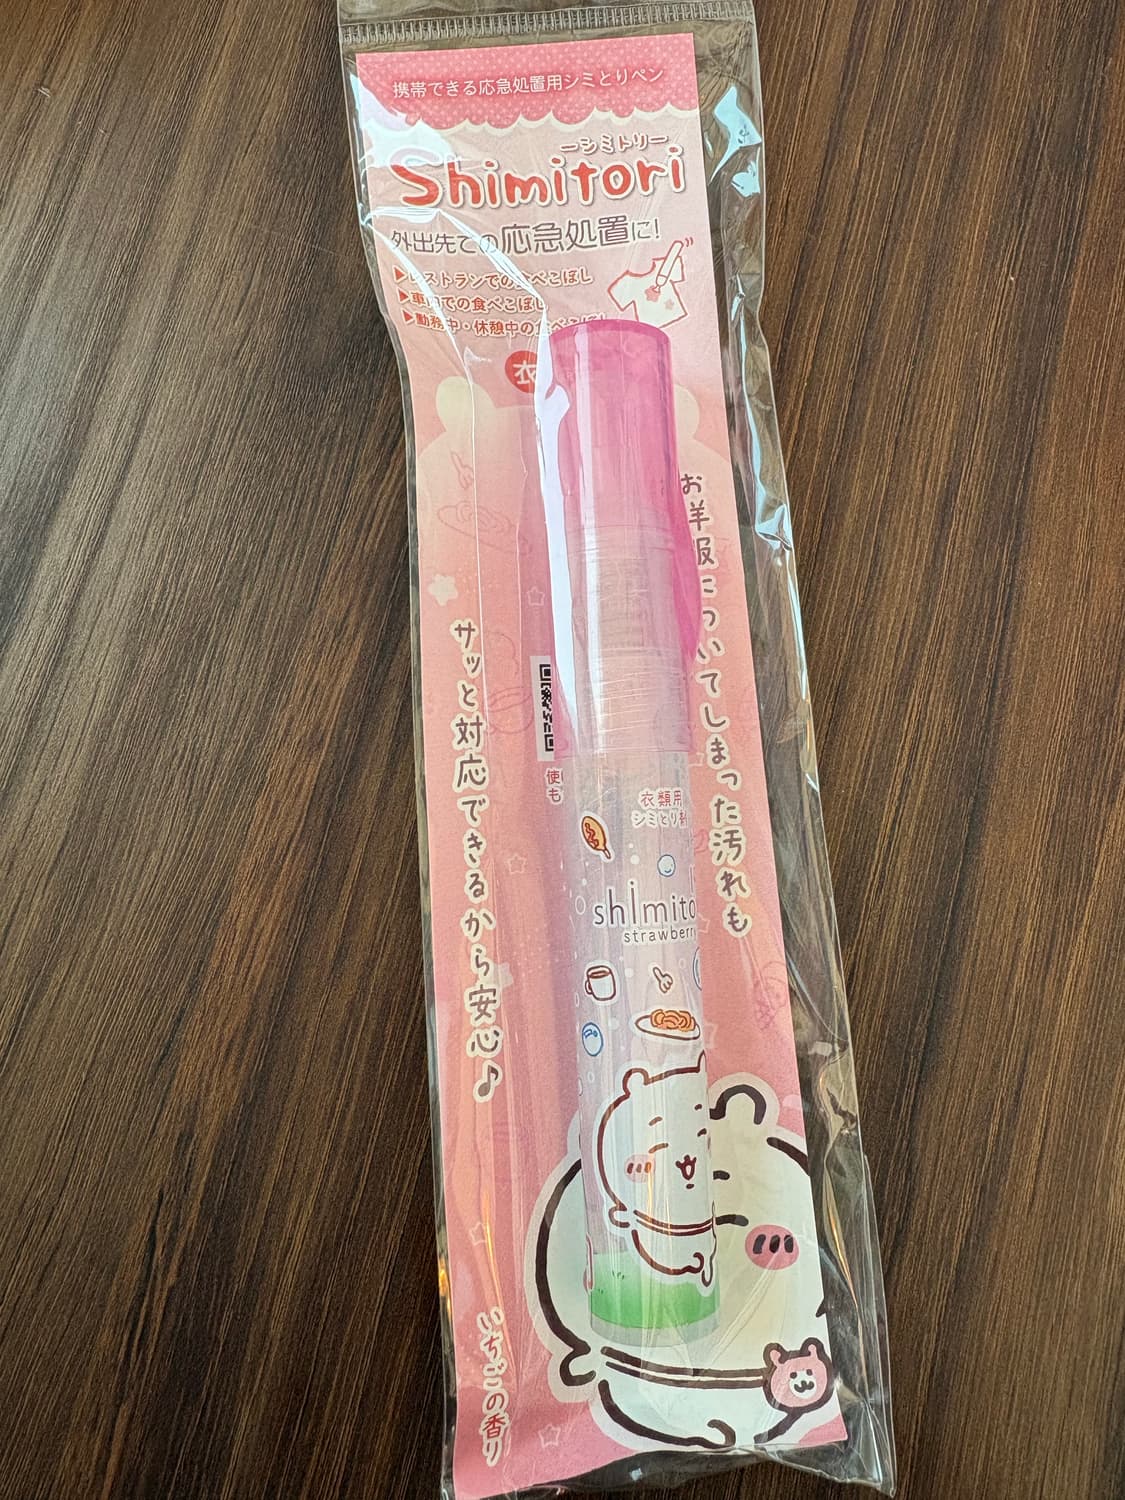 携帯できる応急処置用シミとりペン
ーシミトリー
Shimitori
外出先での応急処置に!
▶レストランでの食べこぼし
▶車内での食べこぼし
▶勤務中・休憩中の食べこぼし
衣
お洋服についてしまった汚れも
サッと対応できるから安心♪
使
も
衣類用
シミとり剤
shimito
strawberry
いちごの香り